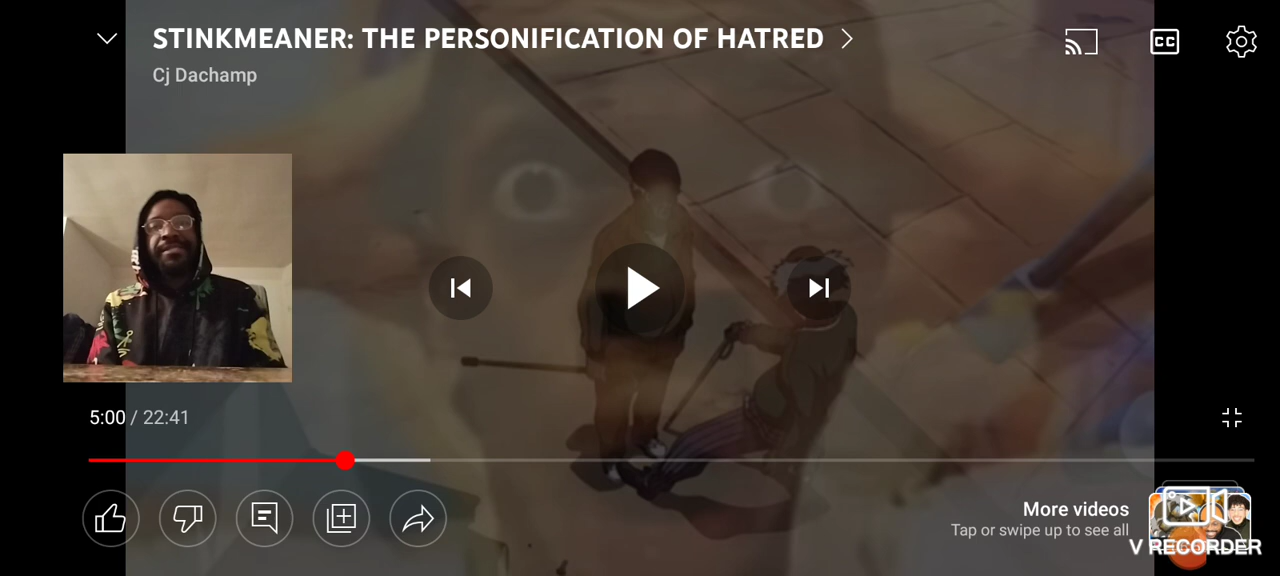 STINKMEANER: THE PERSONIFICATION OF HATRED
Cj Dachamp
CC
5:00 / 22:41
More videos
Tap or swipe up to see all
V RECORDER